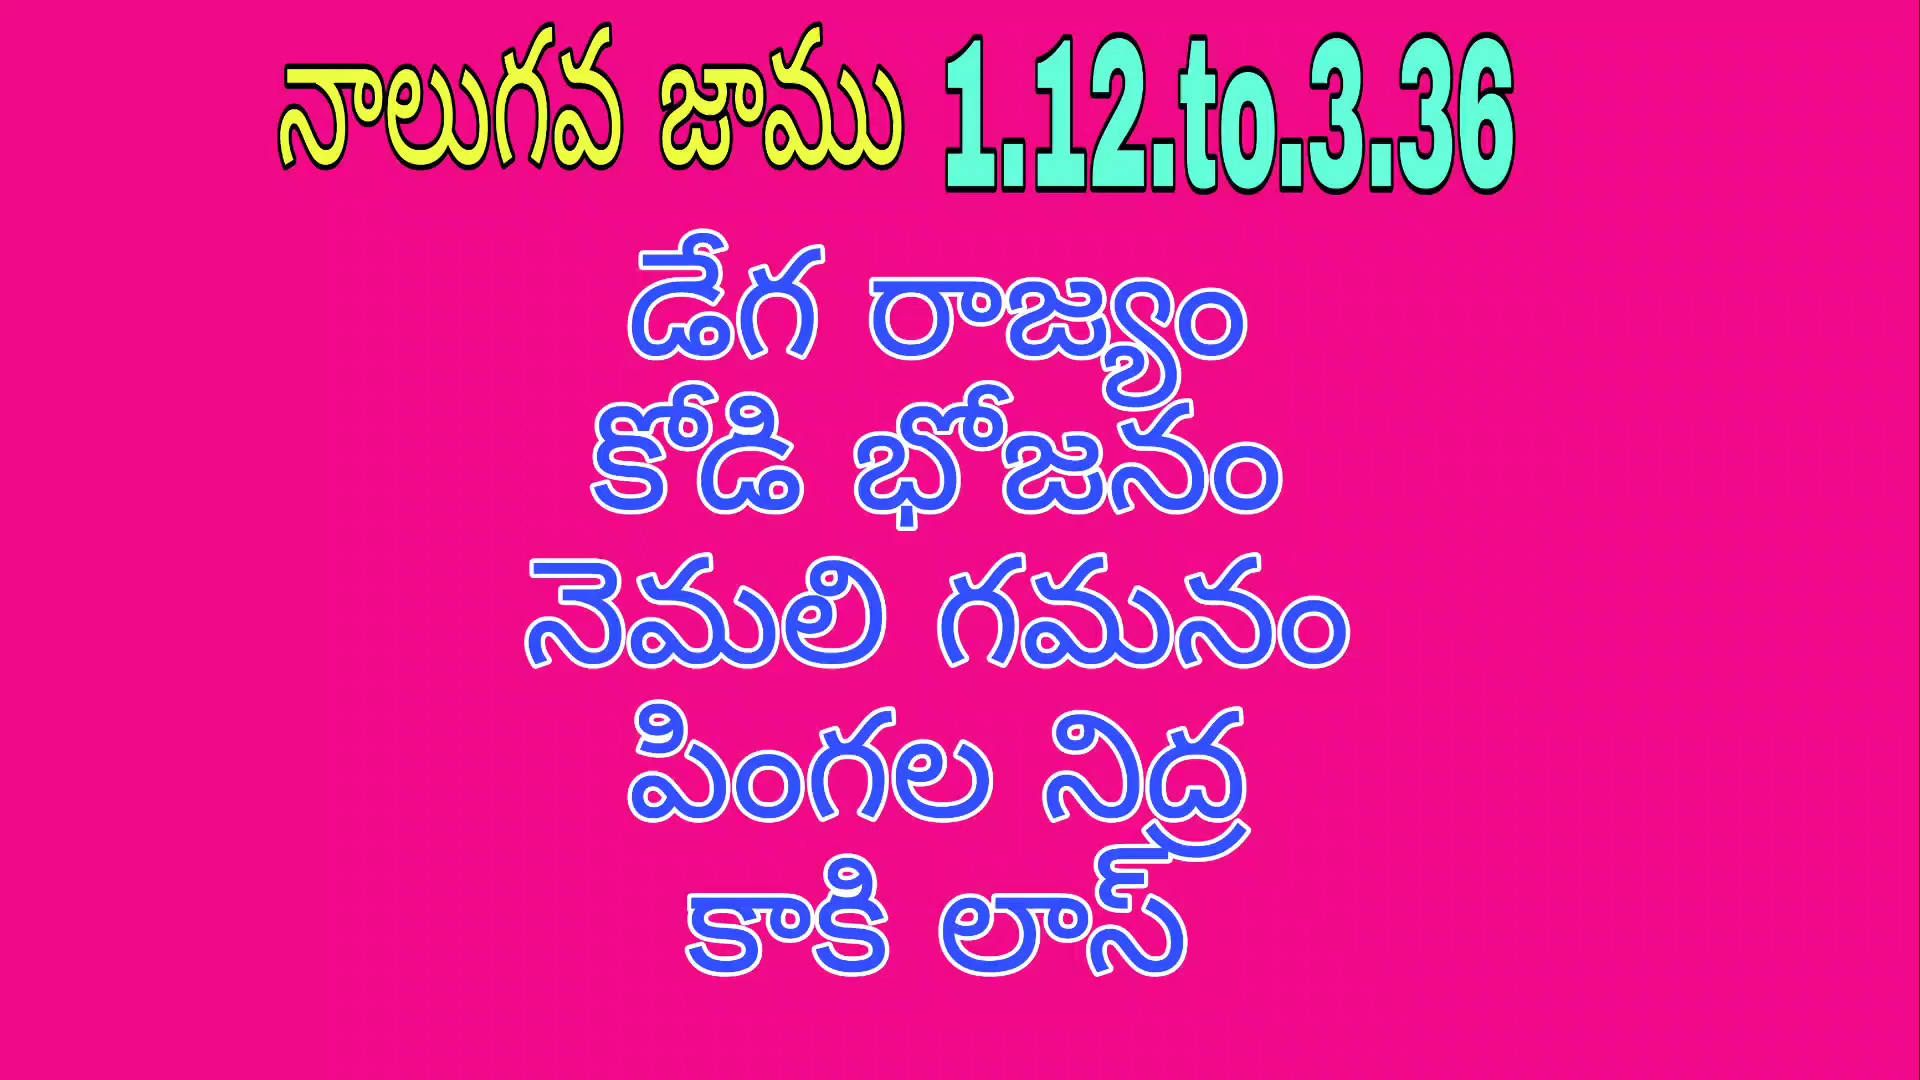 నాలుగవ జాము 1.12.to.3.36
డేగ రాజ్యం
కోడి భోజనం
నెమలి గమనం
పింగల నిద్ర
కాకి లాస్